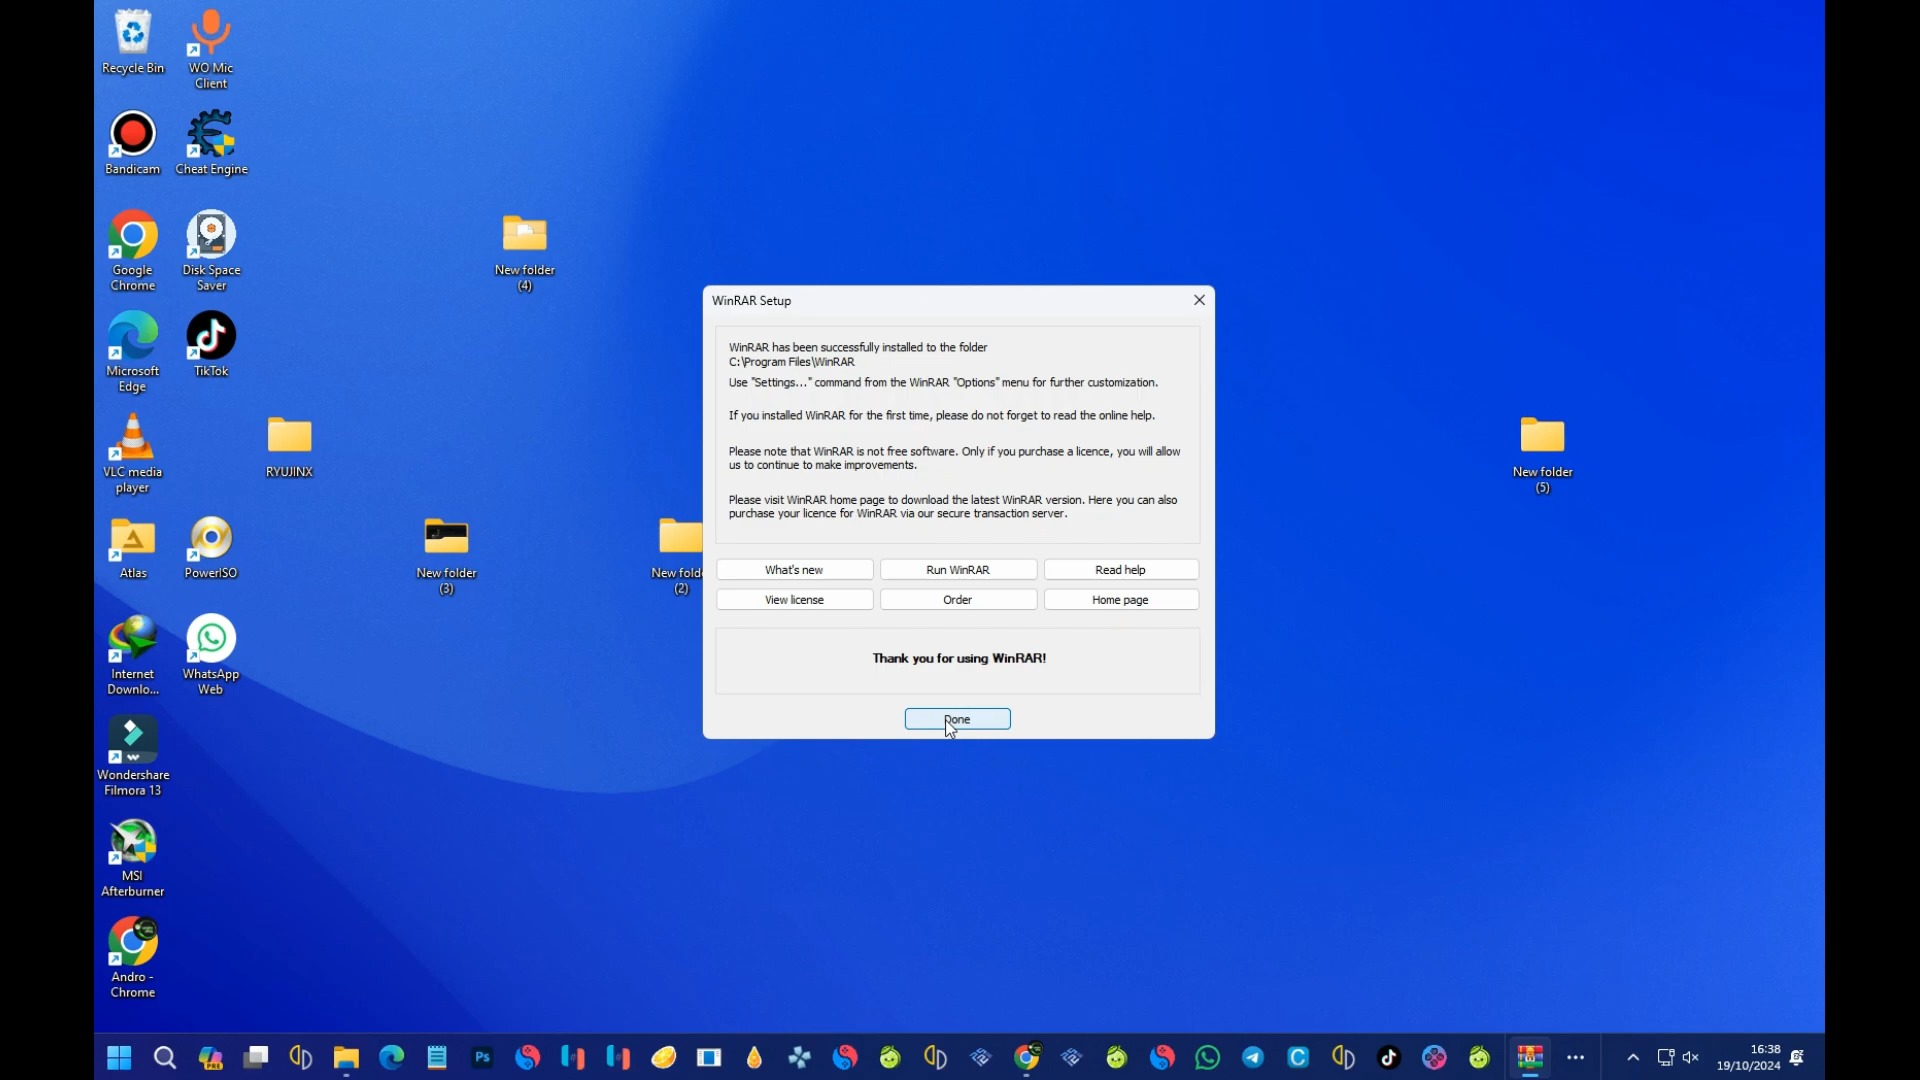 Recycle Bin
WO Mic
Client
Bandicam
Cheat Engine
Google
Chrome
Disk Space
Saver
New folder
(4)
Microsoft
Edge
TikTok
VLC media
player
RYUJINX
New folder
(5)
Atlas
PowerISO
New folder
(3)
New folde
(2)
Internet
Downlo...
WhatsApp
Web
Wondershare
Filmora 13
MSI
Afterburner
Andro -
Chrome
WinRAR Setup
WinRAR has been successfully installed to the folder
C:\Program Files\WinRAR
Use "Settings..." command from the WinRAR "Options" menu for further customization.
If you installed WinRAR for the first time, please do not forget to read the online help.
Please note that WinRAR is not free software. Only if you purchase a licence, you will allow
us to continue to make improvements.
Please visit WinRAR home page to download the latest WinRAR version. Here you can also
purchase your licence for WinRAR via our secure transaction server.
What's new
Run WinRAR
Read help
View license
Order
Home page
Thank you for using WinRAR!
Done
PRE
Ps
C
16:38
19/10/2024